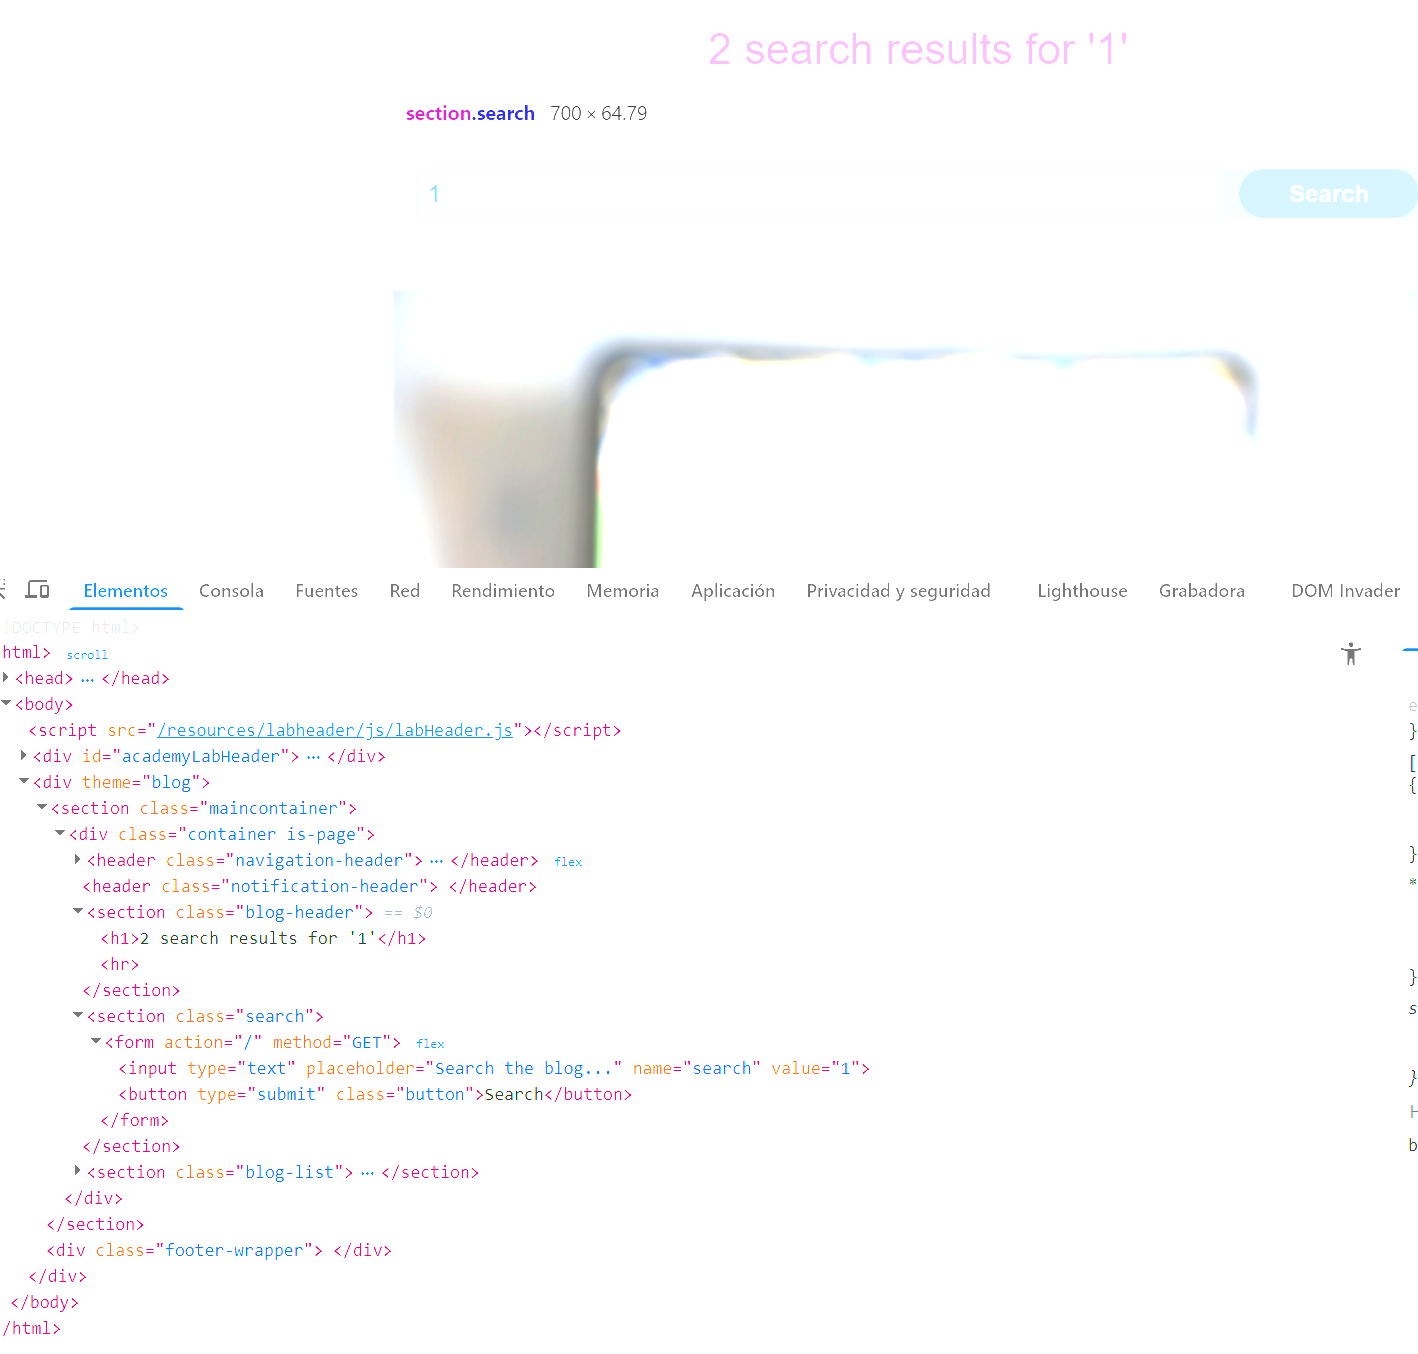 2 search results for '1'
section.search 700 × 64.79
1 Search
Elementos Consola Fuentes Red Rendimiento Memoria Aplicación Privacidad y seguridad Lighthouse Grabadora DOM Invader
!DOCTYPE html>
html> scroll
<head> … </head>
<body>
<script src="/resources/labheader/js/labHeader.js"></script>
<div id="academyLabHeader"> … </div>
<div theme="blog">
<section class="maincontainer">
<div class="container is-page">
<header class="navigation-header"> … </header> flex
<header class="notification-header"> </header>
<section class="blog-header"> == $0
<h1>2 search results for '1'</h1>
<hr>
</section>
<section class="search">
<form action="/" method="GET"> flex
<input type="text" placeholder="Search the blog..." name="search" value="1">
<button type="submit" class="button">Search</button>
</form>
</section>
<section class="blog-list"> … </section>
</div>
</section>
<div class="footer-wrapper"> </div>
</div>
</body>
/html>
e
}
[
{
}
*
}
s
}
b